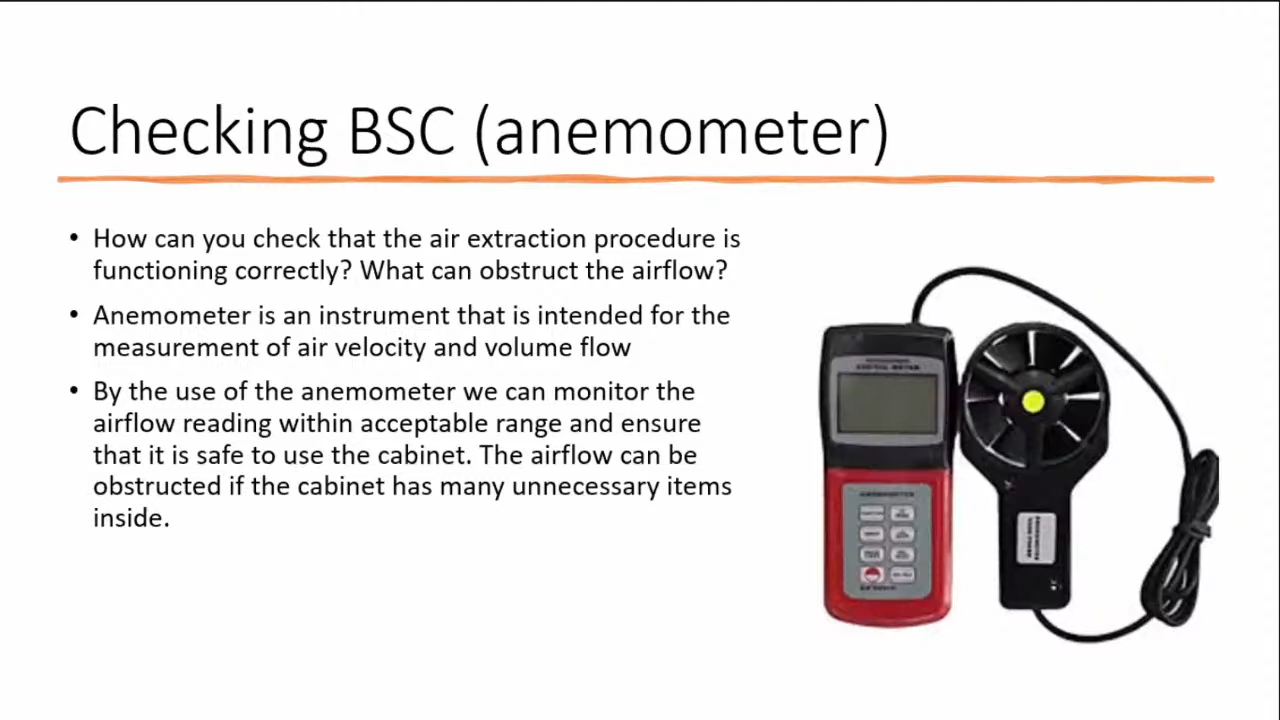 Checking BSC (anemometer)
• How can you check that the air extraction procedure is
functioning correctly? What can obstruct the airflow?
• Anemometer is an instrument that is intended for the
measurement of air velocity and volume flow
• By the use of the anemometer we can monitor the
airflow reading within acceptable range and ensure
that it is safe to use the cabinet. The airflow can be
obstructed if the cabinet has many unnecessary items
inside.
ANEMOMETER